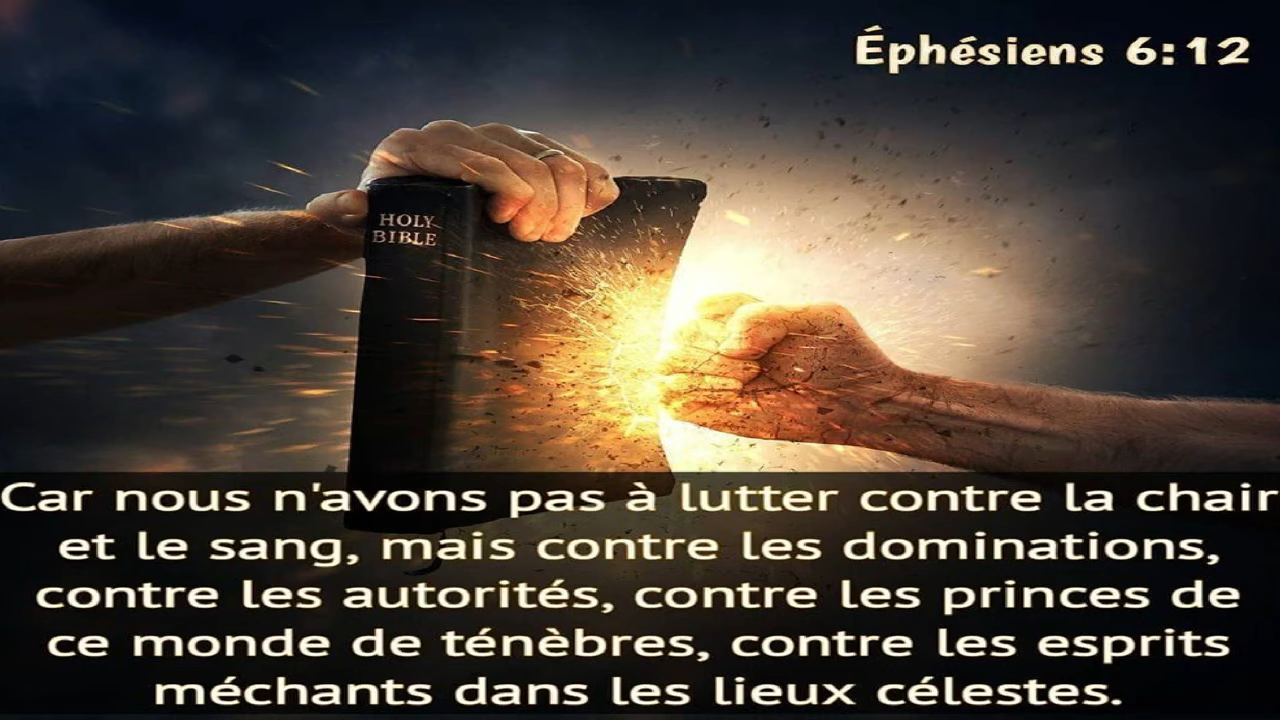 Éphésiens 6:12
HOLY
BIBLE
Car nous n'avons pas à lutter contre la chair
et le sang, mais contre les dominations,
contre les autorités, contre les princes de
ce monde de ténèbres, contre les esprits
méchants dans les lieux célestes.